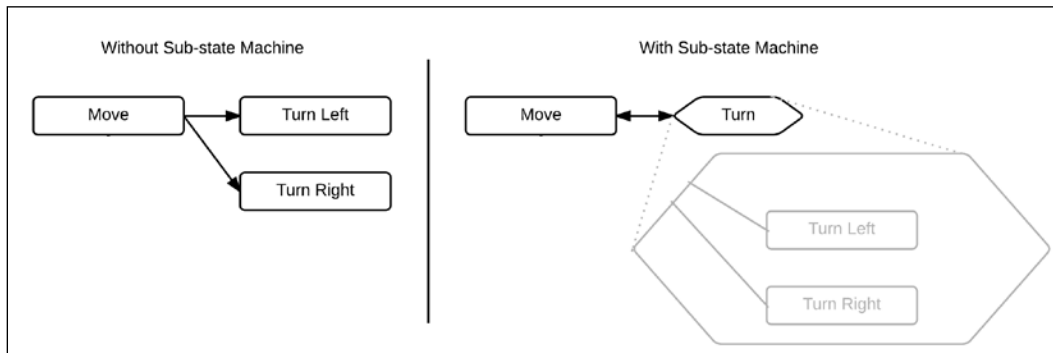 Without Sub-state Machine
Move
Turn Left
Turn Right
With Sub-state Machine
Move
Turn
Turn Left
Turn Right